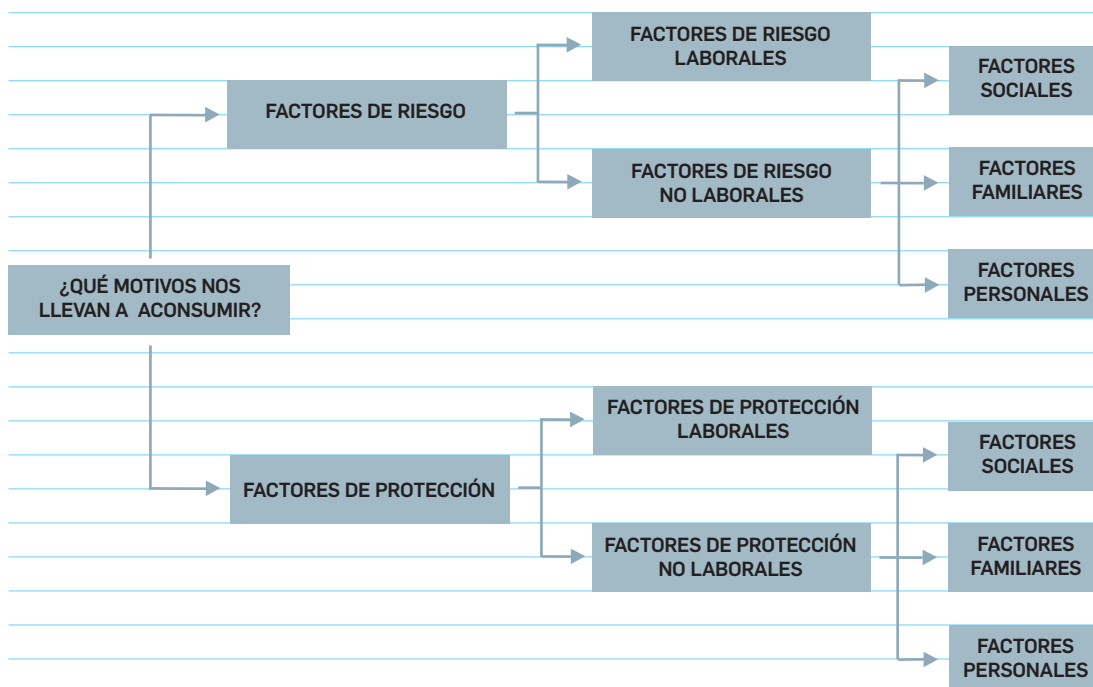 FACTORES DE RIESGO
LABORALES
FACTORES
SOCIALES
FACTORES DE RIESGO
FACTORES DE RIESGO
NO LABORALES
FACTORES
FAMILIARES
FACTORES
PERSONALES
¿QUÉ MOTIVOS NOS
LLEVAN A ACONSUMIR?
FACTORES DE PROTECCIÓN
LABORALES
FACTORES
SOCIALES
FACTORES DE PROTECCIÓN
FACTORES DE PROTECCIÓN
NO LABORALES
FACTORES
FAMILIARES
FACTORES
PERSONALES